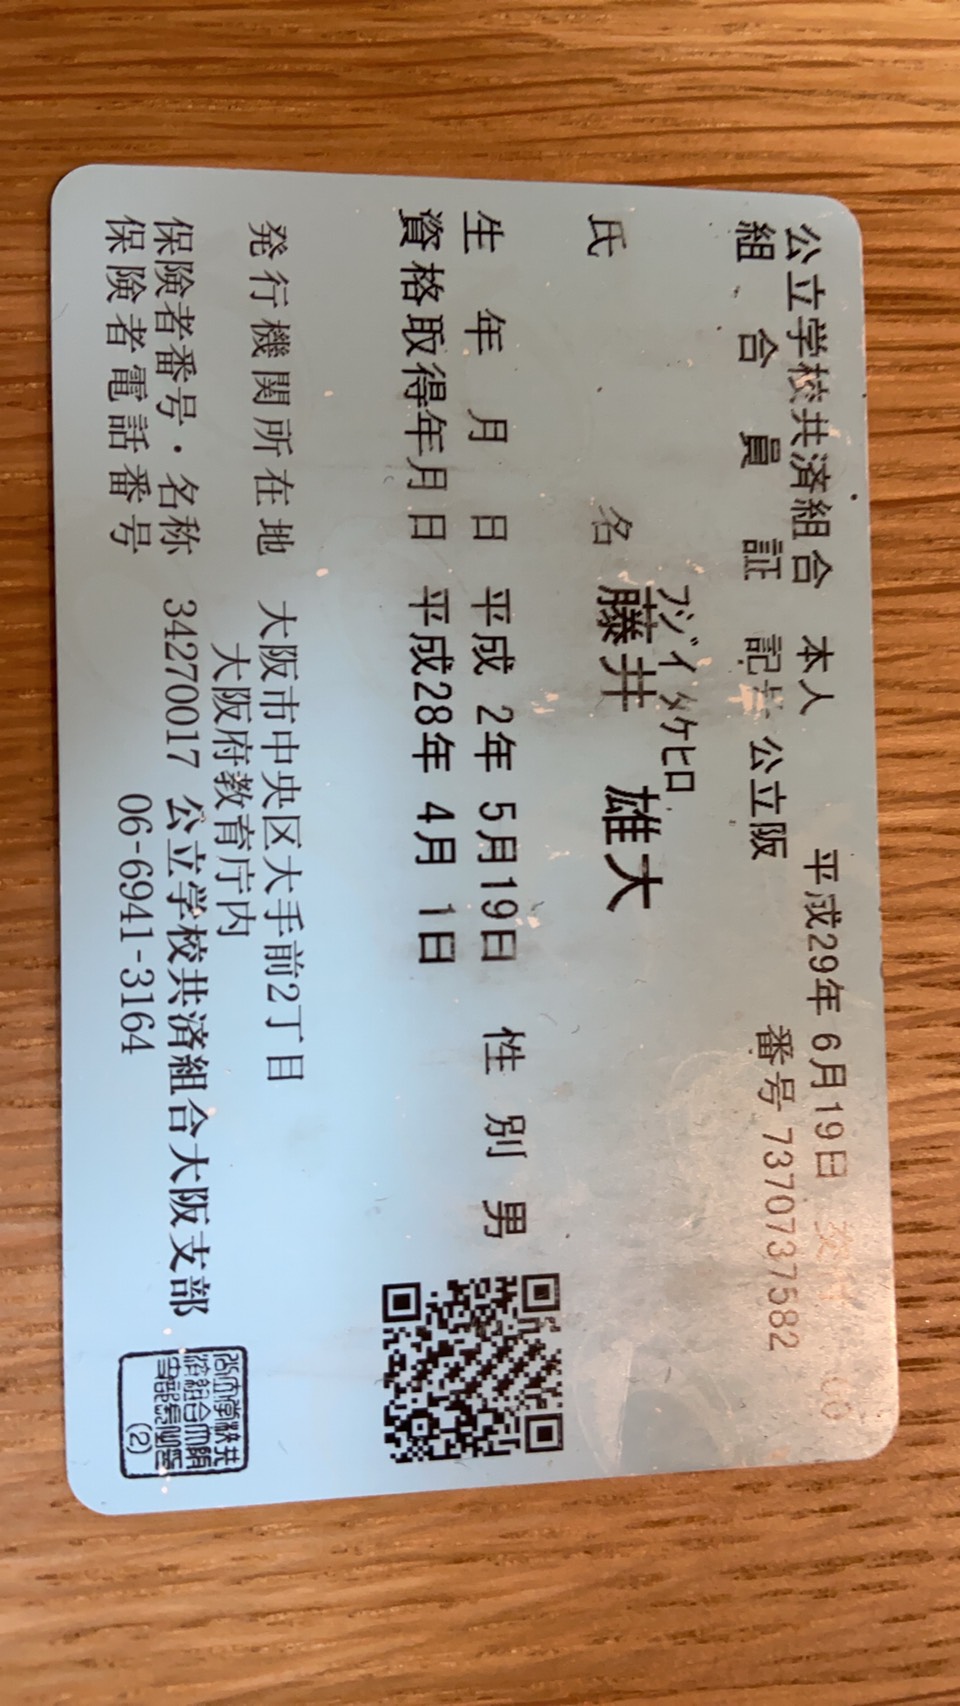 公立学校共済組合 本人 平成29年 6月19日 交付
組合員証 記号 公立阪 番号 7370737582
フジイ タケヒロ
氏名 藤井 雄大
生年月日 平成 2年 5月19日 性別 男
資格取得年月日 平成28年 4月 1日
発行機関所在地 大阪市中央区大手前2丁目
大阪府教育庁内
保険者番号・名称 34270017 公立学校共済組合大阪支部
保険者電話番号 06-6941-3164
(2)